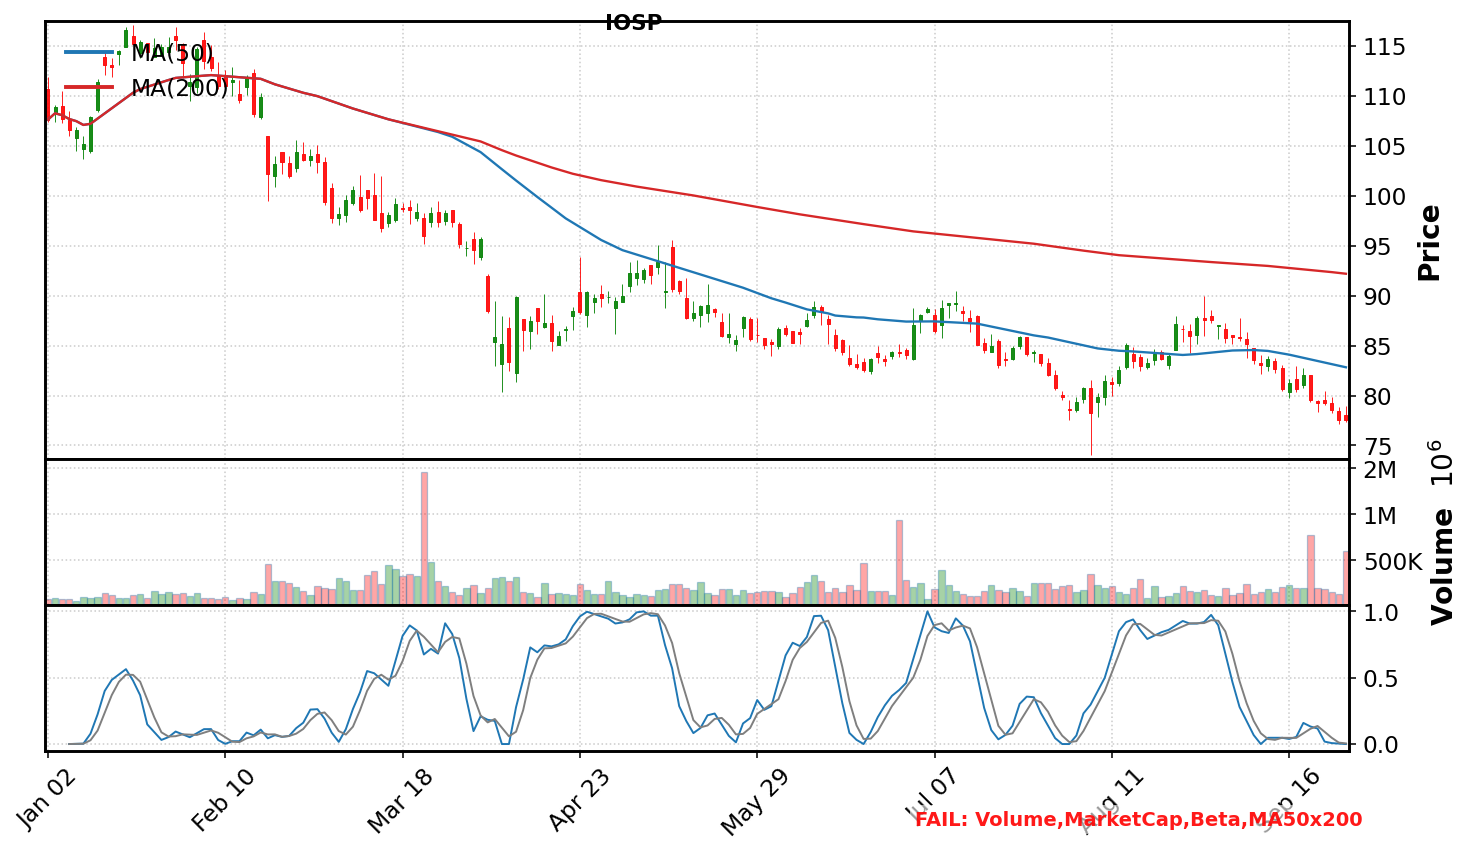 IOSP
MA(50)
MA(200)
115
110
105
100
95
90
85
80
75
Price
2M
1M
500K
Volume 10^6
1.0
0.5
0.0
Jan 02
Feb 10
Mar 18
Apr 23
May 29
Jul 07
Aug 11
Sep 16
FAIL: Volume,MarketCap,Beta,MA50x200